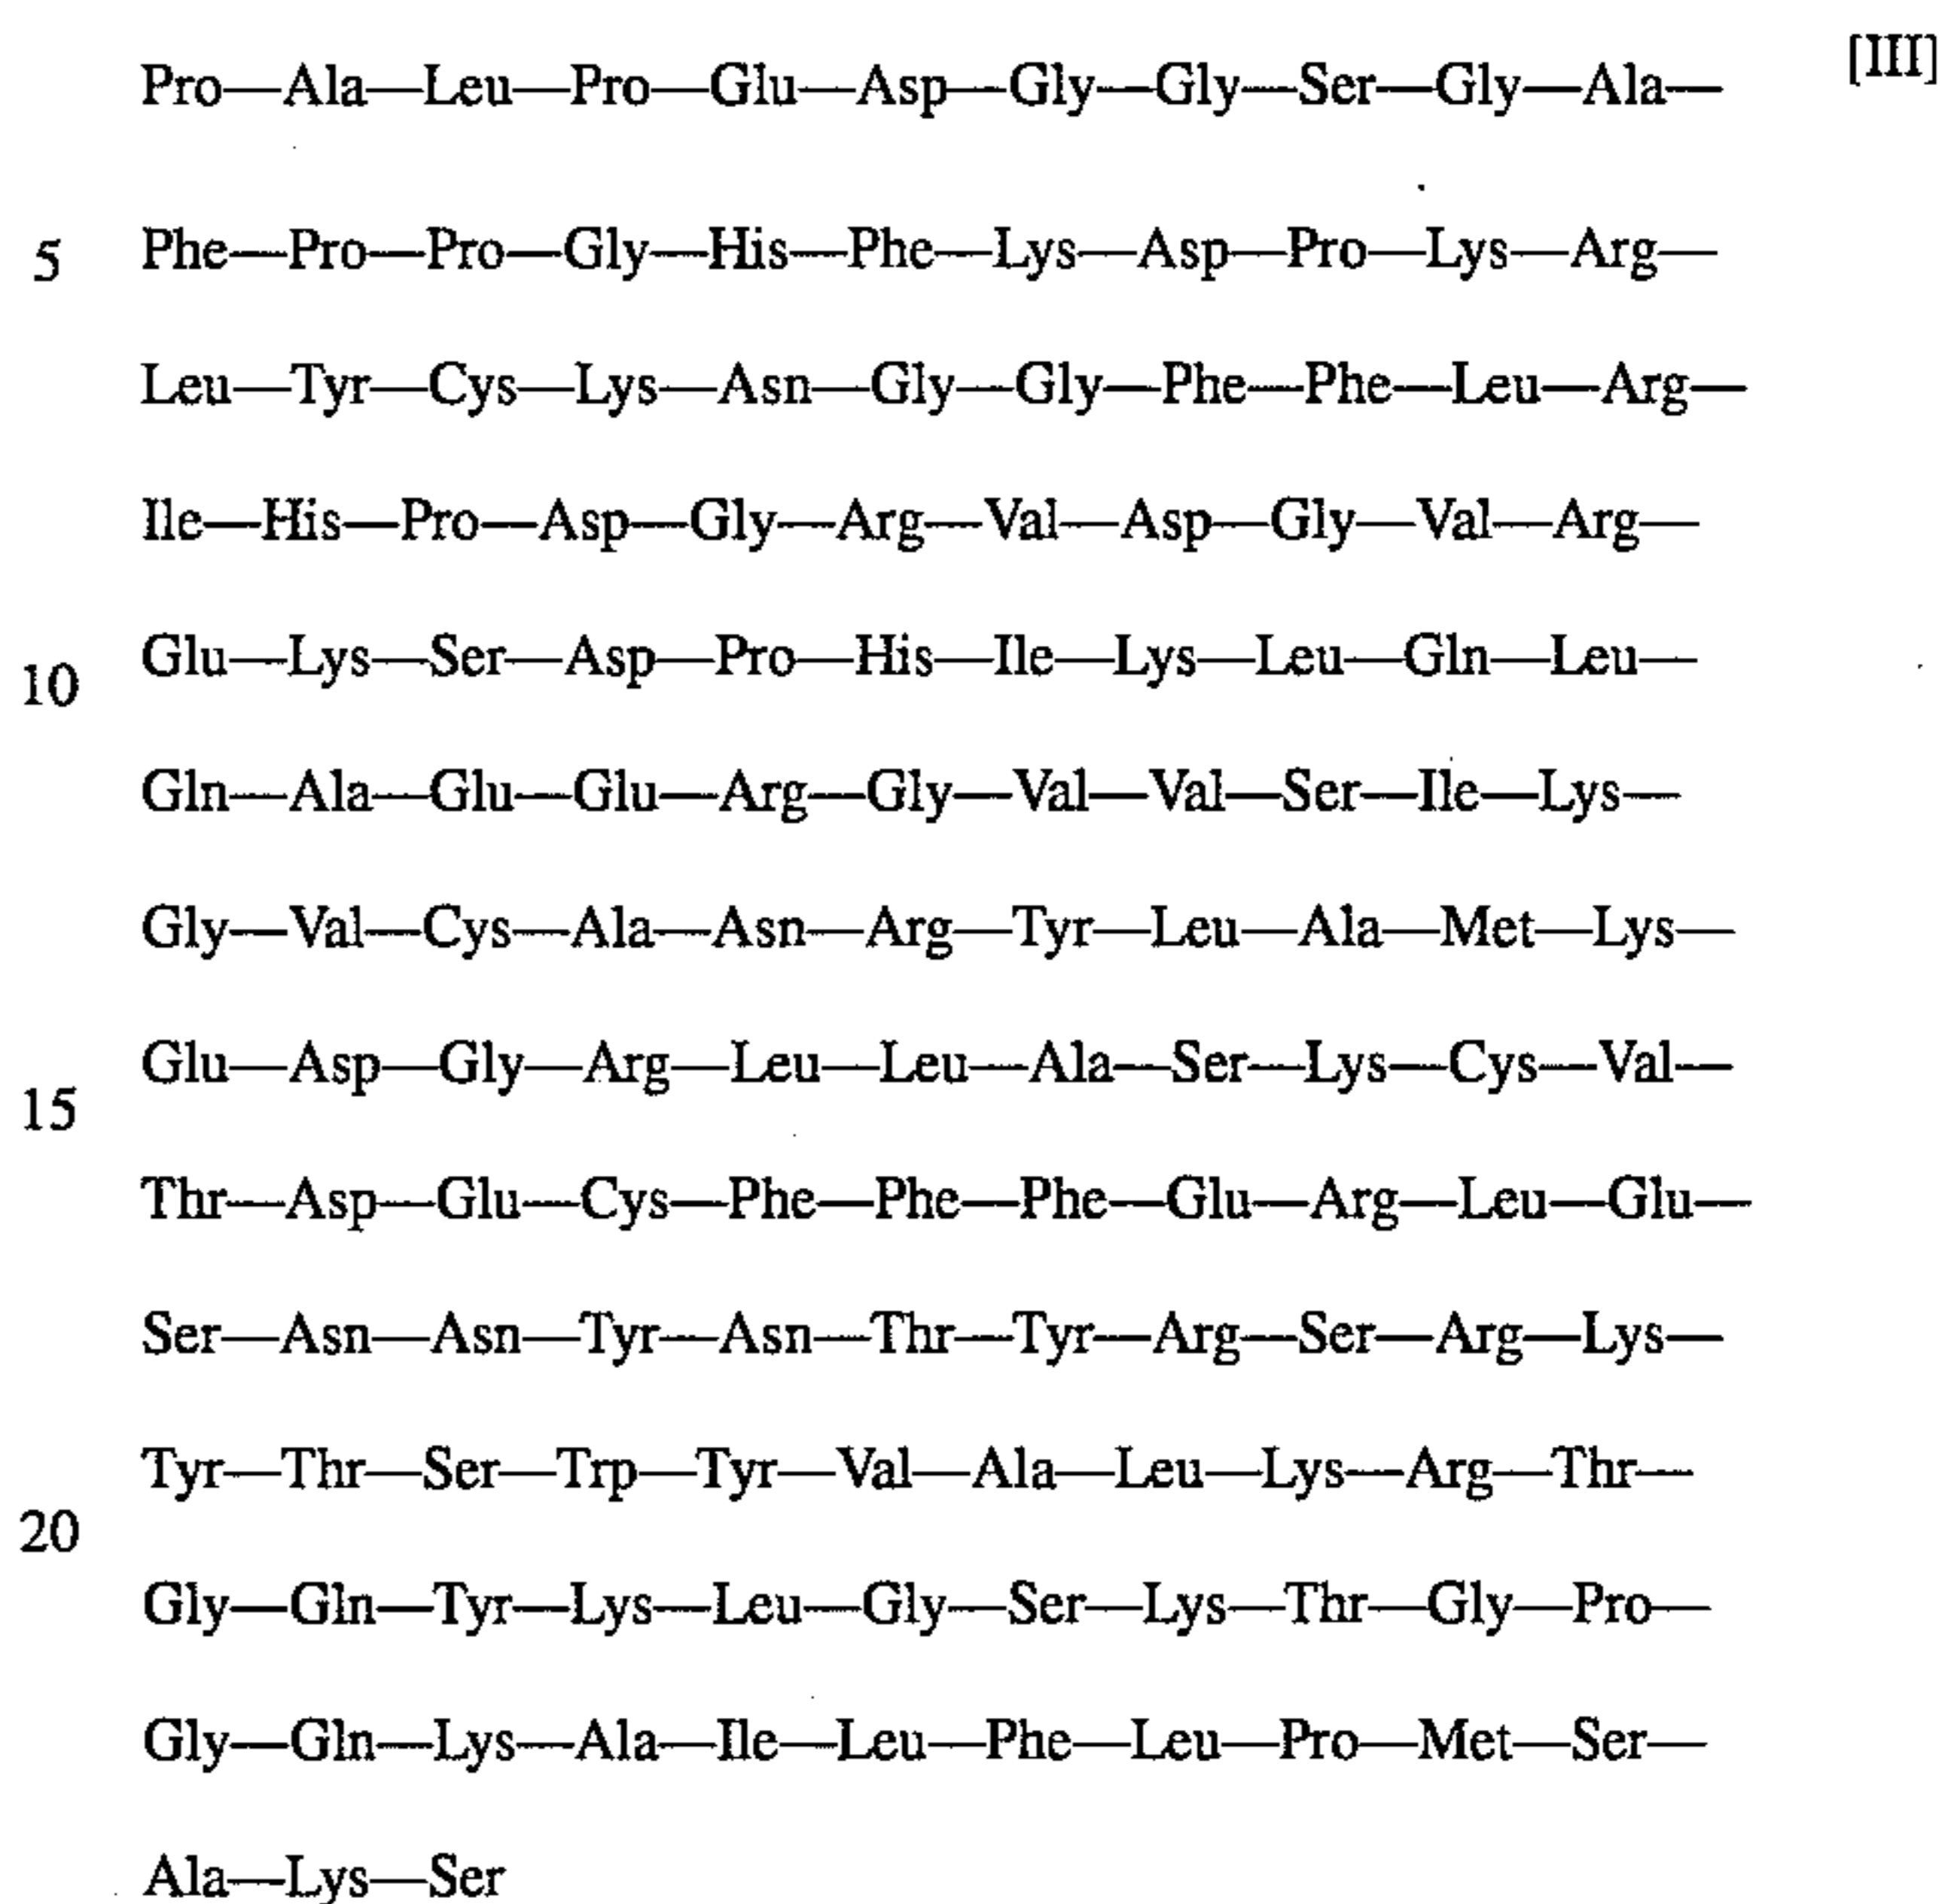 [III]
Pro—Ala—Leu—Pro—Glu—Asp—Gly—Gly—Ser—Gly—Ala—
5 Phe—Pro—Pro—Gly—His—Phe—Lys—Asp—Pro—Lys—Arg—
Leu—Tyr—Cys—Lys—Asn—Gly—Gly—Phe—Phe—Leu—Arg—
Ile—His—Pro—Asp—Gly—Arg—Val—Asp—Gly—Val—Arg—
10 Glu—Lys—Ser—Asp—Pro—His—Ile—Lys—Leu—Gln—Leu—
Gln—Ala—Glu—Glu—Arg—Gly—Val—Val—Ser—Ile—Lys—
Gly—Val—Cys—Ala—Asn—Arg—Tyr—Leu—Ala—Met—Lys—
15 Glu—Asp—Gly—Arg—Leu—Leu—Ala—Ser—Lys—Cys—Val—
Thr—Asp—Glu—Cys—Phe—Phe—Phe—Glu—Arg—Leu—Glu—
Ser—Asn—Asn—Tyr—Asn—Thr—Tyr—Arg—Ser—Arg—Lys—
20 Tyr—Thr—Ser—Trp—Tyr—Val—Ala—Leu—Lys—Arg—Thr—
Gly—Gln—Tyr—Lys—Leu—Gly—Ser—Lys—Thr—Gly—Pro—
Gly—Gln—Lys—Ala—Ile—Leu—Phe—Leu—Pro—Met—Ser—
Ala—Lys—Ser